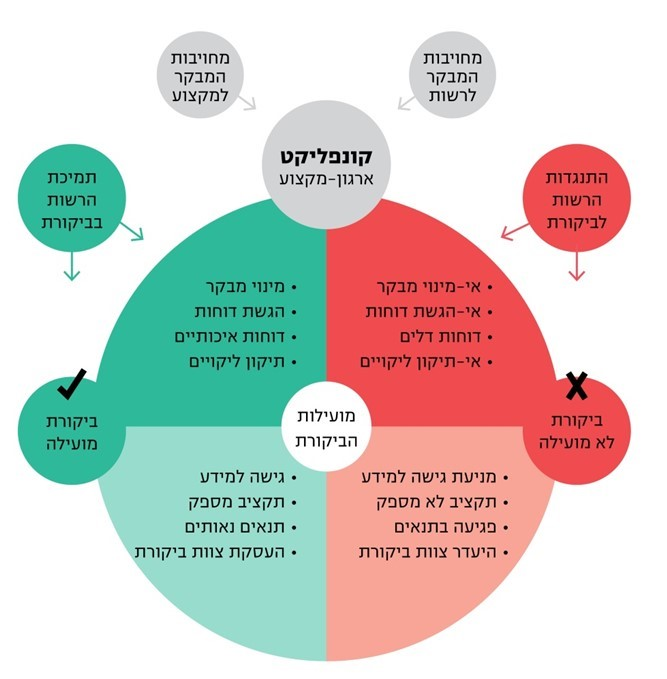 מחויבות
המבקר
לרשות
מחויבות
המבקר
למקצוע
קונפליקט
ארגון-מקצוע
התנגדות
הרשות
לביקורת
תמיכת
הרשות
בביקורת
• אי-מינוי מבקר
• אי-הגשת דוחות
• דוחות דלים
• אי-תיקון ליקויים
• מינוי מבקר
• הגשת דוחות
• דוחות איכותיים
• תיקון ליקויים
ביקורת
לא מועילה
מועילות
הביקורת
ביקורת
מועילה
• מניעת גישה למידע
• תקציב לא מספק
• פגיעה בתנאים
• היעדר צוות ביקורת
• גישה למידע
• תקציב מספק
• תנאים נאותים
• העסקת צוות ביקורת